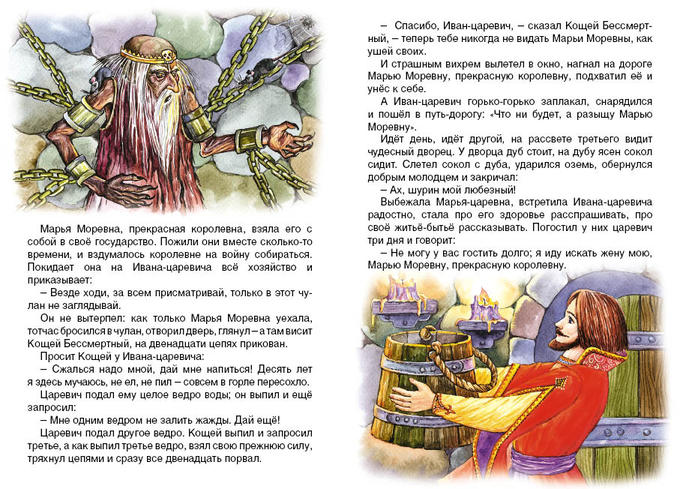 Марья Моревна, прекрасная королевна, взяла его с
собой в своё государство. Пожили они вместе сколько-то
времени, и вздумалось королевне на войну собираться.
Покидает она на Ивана-царевича всё хозяйство и
приказывает:
– Везде ходи, за всем присматривай, только в этот чу-
лан не заглядывай.
Он не вытерпел: как только Марья Моревна уехала,
тотчас бросился в чулан, отворил дверь, глянул – а там висит
Кощей Бессмертный, на двенадцати цепях прикован.
Просит Кощей у Ивана-царевича:
– Сжалься надо мной, дай мне напиться! Десять лет
я здесь мучаюсь, не ел, не пил – совсем в горле пересохло.
Царевич подал ему целое ведро воды; он выпил и ещё
запросил:
– Мне одним ведром не залить жажды. Дай ещё!
Царевич подал другое ведро. Кощей выпил и запросил
третье, а как выпил третье ведро, взял свою прежнюю силу,
тряхнул цепями и сразу все двенадцать порвал.
– Спасибо, Иван-царевич, – сказал Кощей Бессмерт-
ный, – теперь тебе никогда не видать Марьи Моревны, как
ушей своих.
И страшным вихрем вылетел в окно, нагнал на дороге
Марью Моревну, прекрасную королевну, подхватил её и
унёс к себе.
А Иван-царевич горько-горько заплакал, снарядился
и пошёл в путь-дорогу: «Что ни будет, а разыщу Марью
Моревну».
Идёт день, идёт другой, на рассвете третьего видит
чудесный дворец. У дворца дуб стоит, на дубу ясен сокол
сидит. Слетел сокол с дуба, ударился оземь, обернулся
добрым молодцем и закричал:
– Ах, шурин мой любезный!
Выбежала Марья-царевна, встретила Ивана-царевича
радостно, стала про его здоровье расспрашивать, про
своё житьё-бытьё рассказывать. Погостил у них царевич
три дня и говорит:
– Не могу у вас гостить долго; я иду искать жену мою,
Марью Моревну, прекрасную королевну.